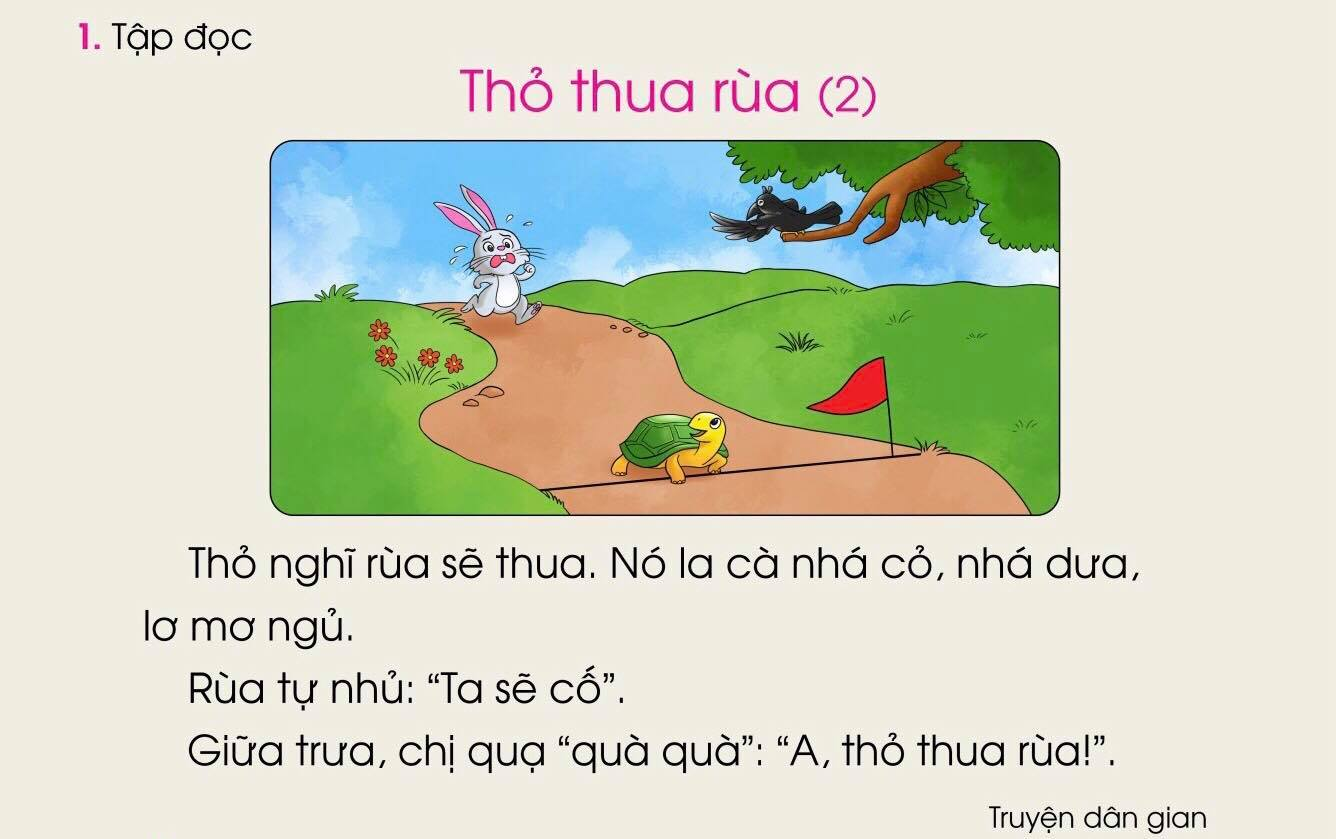 1. Tập đọc
Thỏ thua rùa (2)
Thỏ nghĩ rùa sẽ thua. Nó la cà nhá cỏ, nhá dưa,
lơ mơ ngủ.
Rùa tự nhủ: “Ta sẽ cố”.
Giữa trưa, chị quạ “quà quà”: “A, thỏ thua rùa!”.
Truyện dân gian